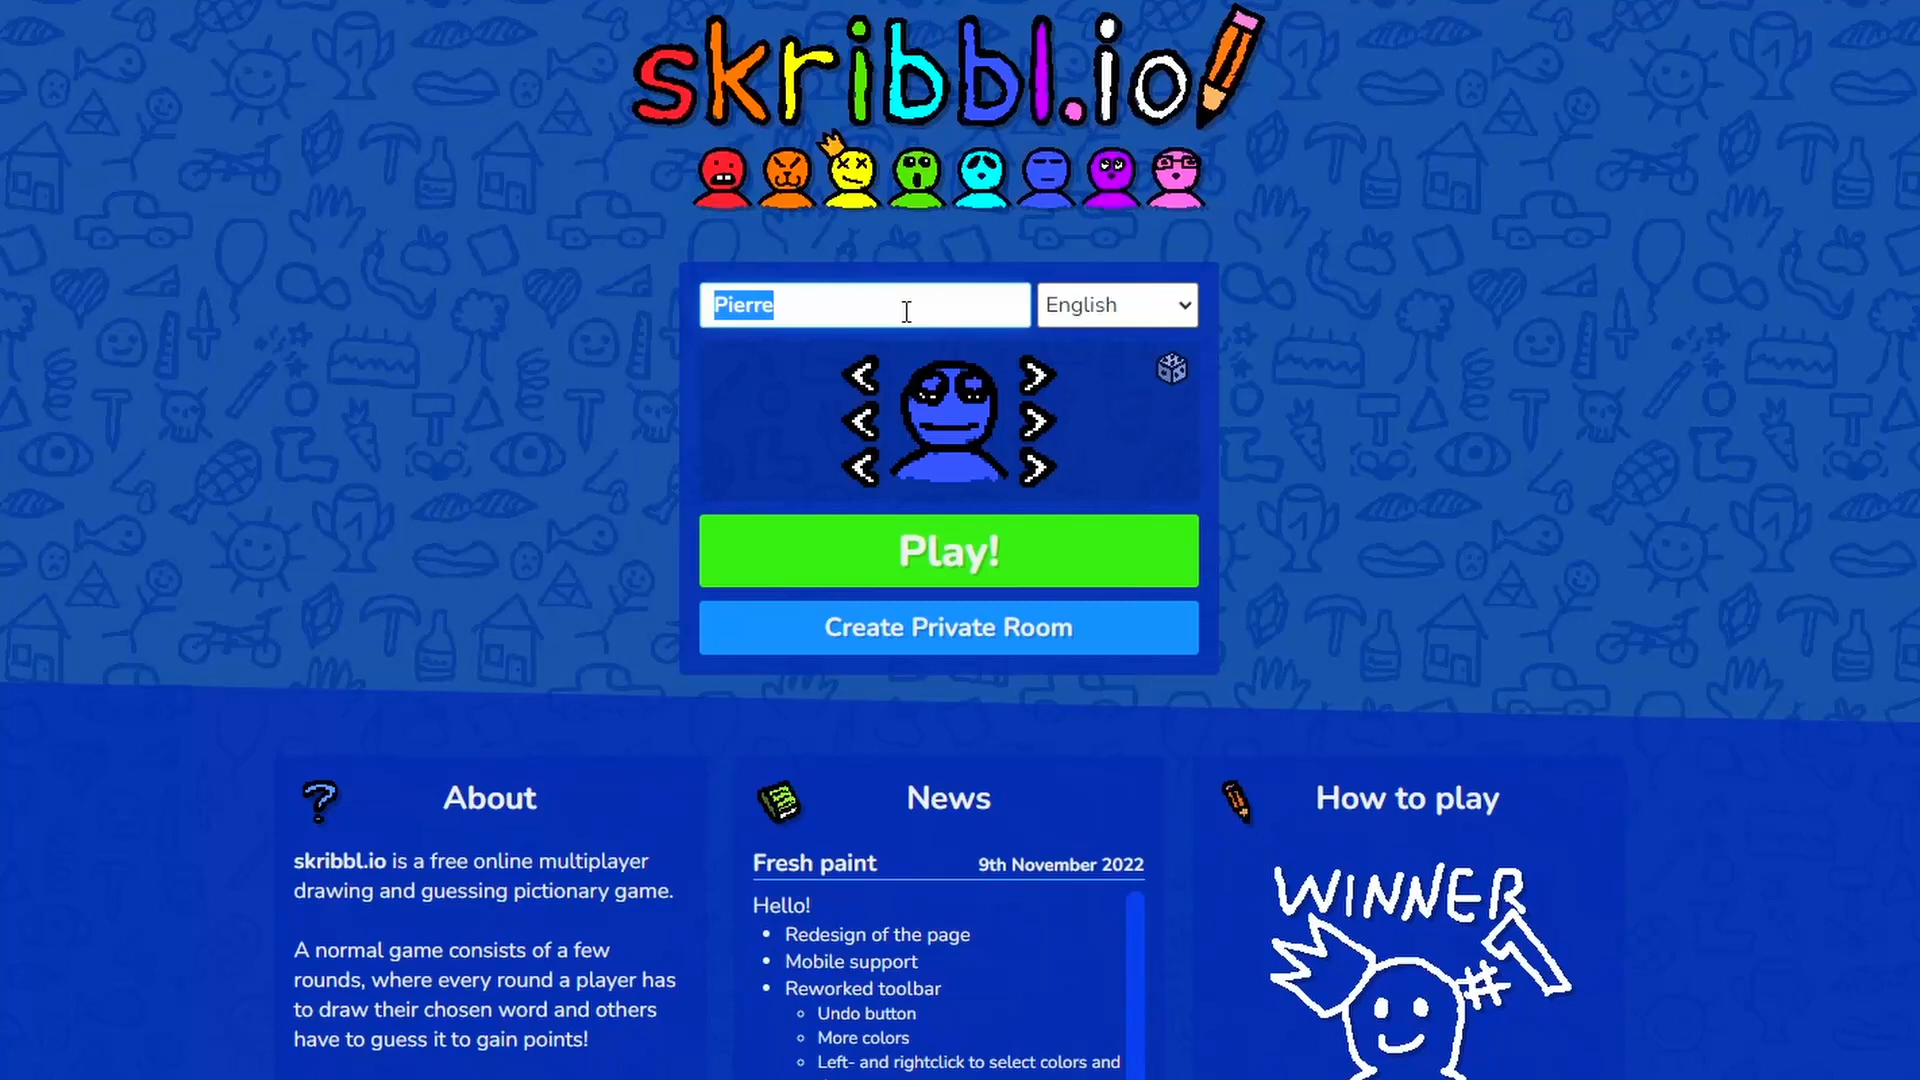 skribbl.io
Pierre
English
Play!
Create Private Room
About
skribbl.io is a free online multiplayer
drawing and guessing pictionary game.
A normal game consists of a few
rounds, where every round a player has
to draw their chosen word and others
have to guess it to gain points!
News
Fresh paint
9th November 2022
Hello!
Redesign of the page
Mobile support
Reworked toolbar
Undo button
More colors
Left- and rightclick to select colors and
How to play
WINNER
#1